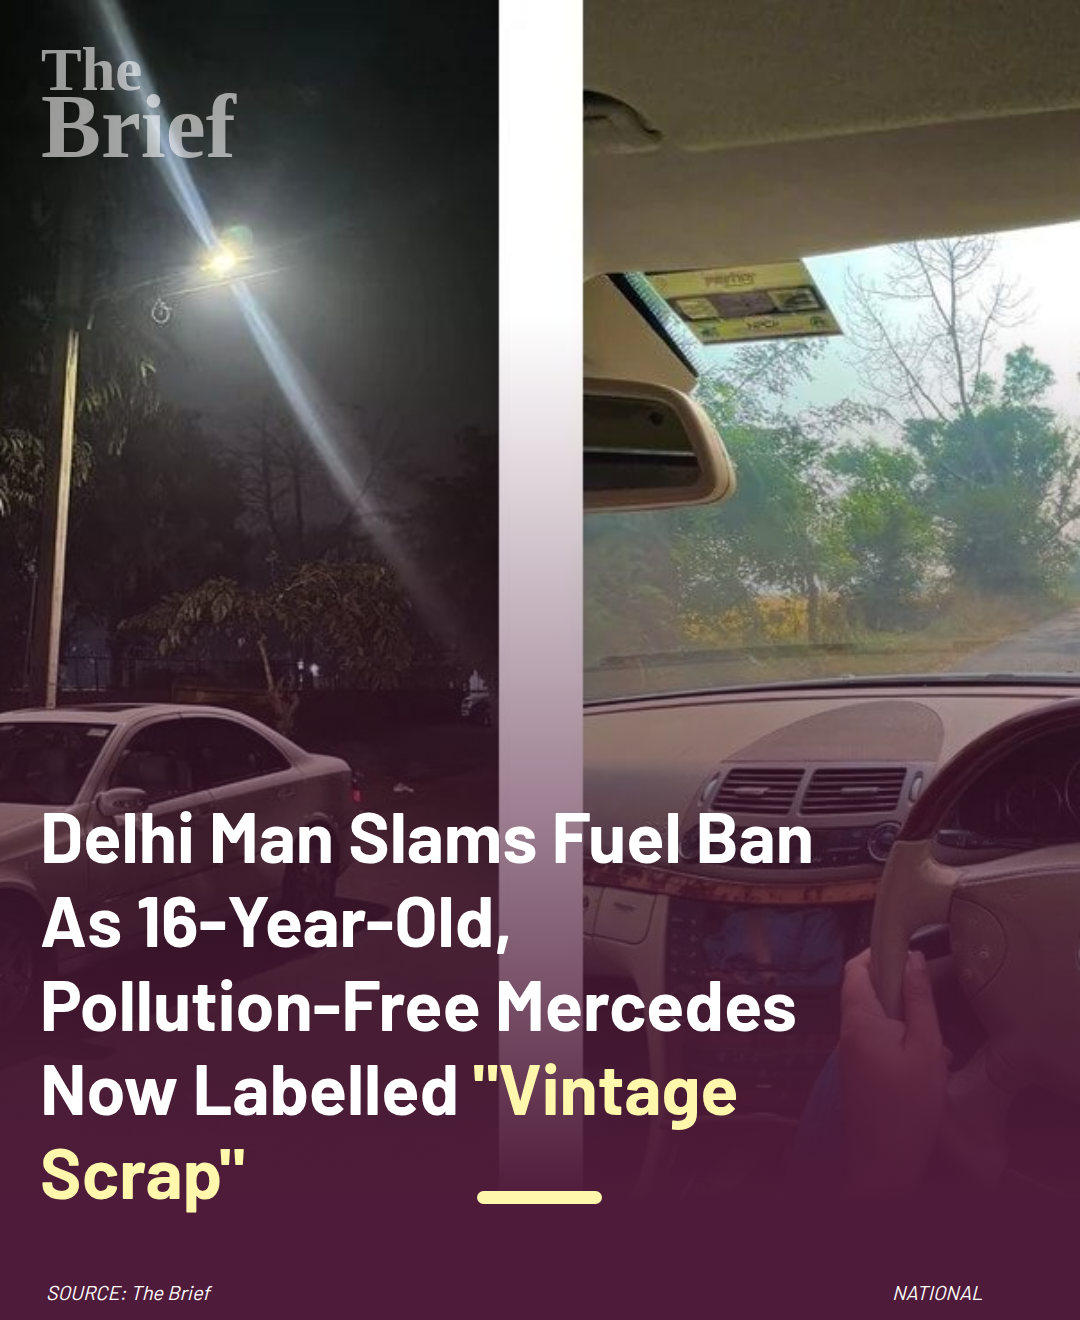 The
Brief
Delhi Man Slams Fuel Ban
As 16-Year-Old,
Pollution-Free Mercedes
Now Labelled "Vintage
Scrap"
SOURCE: The Brief
NATIONAL